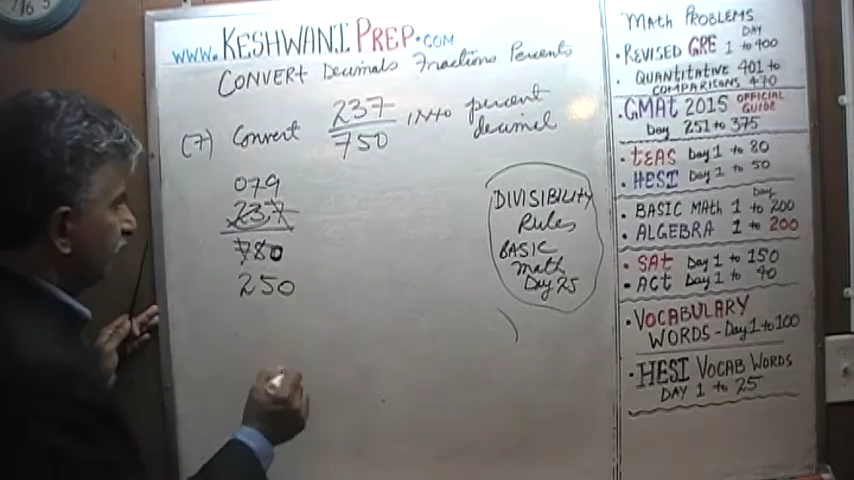 www.KESHWANIPREP.COM
CONVERT Decimals Fractions Percents
(7) Convert 237/750 into percent decimal
079
237
750
250
DIVISIBILITY
Rules
BASIC
math
Day 25
MATH PROBLEMS
DAY
• REVISED GRE 1 to 400
• QUANTITATIVE 401 to
COMPARISONS 470
• GMAT 2015 OFFICIAL GUIDE
Day 251 to 375
• TEAS Day 1 to 80
• HESI Day 1 to 50
Day
• BASIC MATH 1 to 200
• ALGEBRA 1 to 200
• SAT Day 1 to 150
• ACT Day 1 to 90
• VOCABULARY
WORDS - Day 1 to 100
• HESI VOCAB WORDS
DAY 1 to 25